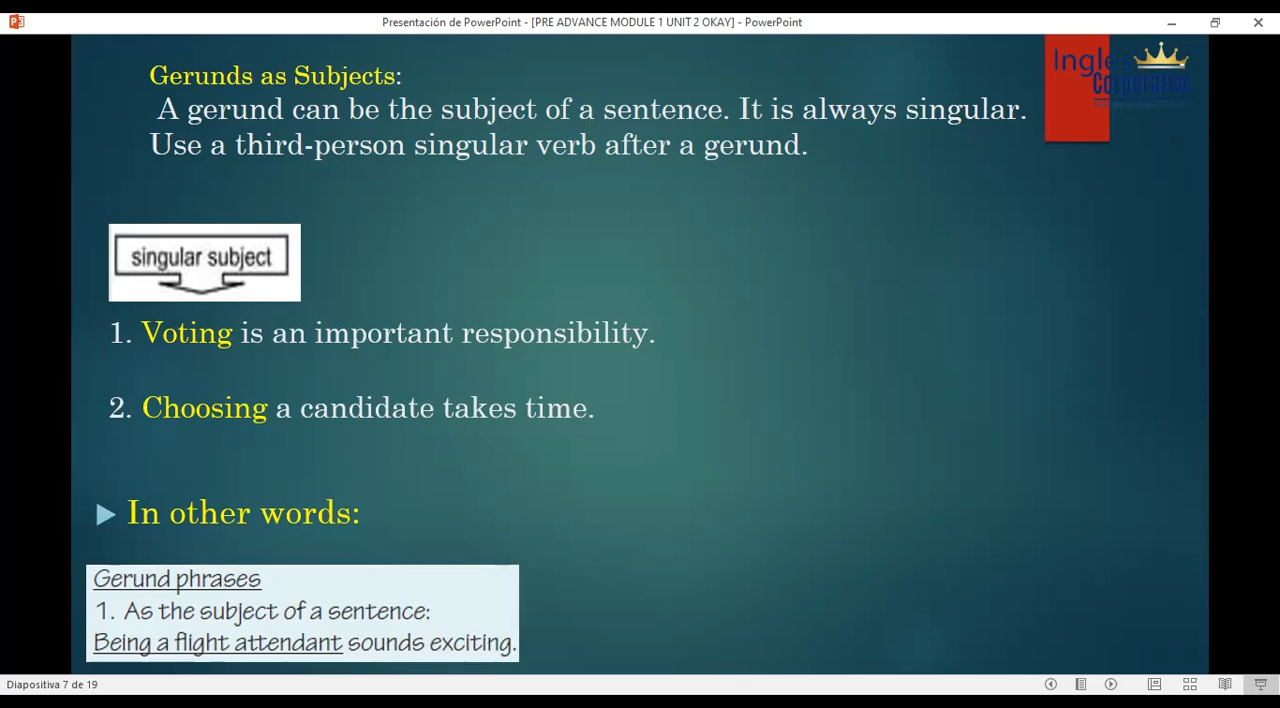 Presentación de PowerPoint - [PRE ADVANCE MODULE 1 UNIT 2 OKAY] - PowerPoint
Gerunds as Subjects:
A gerund can be the subject of a sentence. It is always singular.
Use a third-person singular verb after a gerund.
Inglés
Corporativo
singular subject
1. Voting is an important responsibility.
2. Choosing a candidate takes time.
In other words:
Gerund phrases
1. As the subject of a sentence:
Being a flight attendant sounds exciting.
Diapositiva 7 de 19